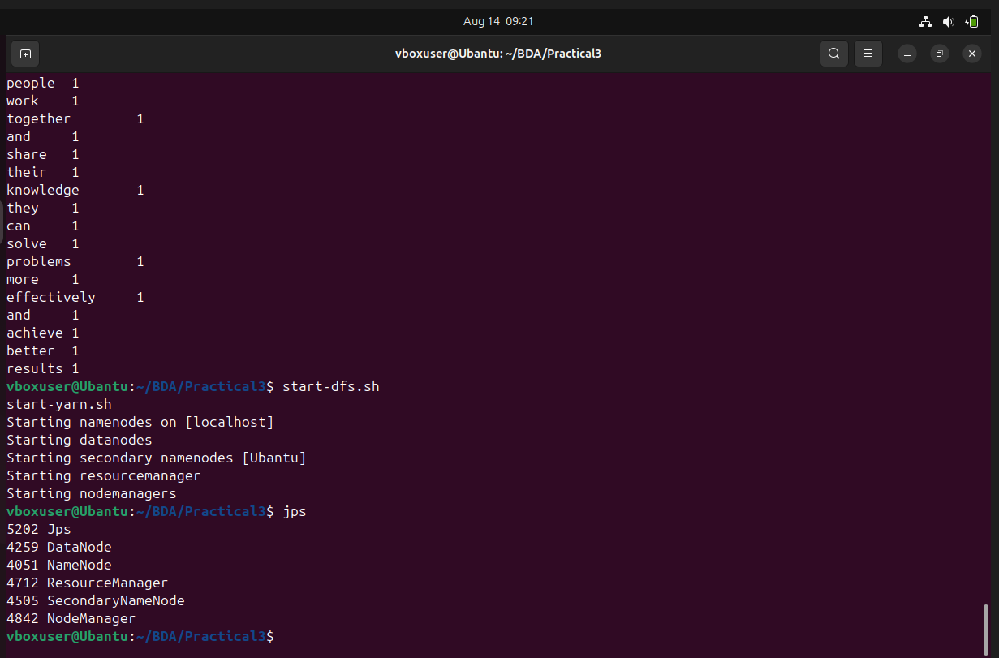 Aug 14 09:21
vboxuser@Ubantu: ~/BDA/Practical3
people 1
work 1
together 1
and 1
share 1
their 1
knowledge 1
they 1
can 1
solve 1
problems 1
more 1
effectively 1
and 1
achieve 1
better 1
results 1
vboxuser@Ubantu:~/BDA/Practical3$ start-dfs.sh
start-yarn.sh
Starting namenodes on [localhost]
Starting datanodes
Starting secondary namenodes [Ubantu]
Starting resourcemanager
Starting nodemanagers
vboxuser@Ubantu:~/BDA/Practical3$ jps
5202 Jps
4259 DataNode
4051 NameNode
4712 ResourceManager
4505 SecondaryNameNode
4842 NodeManager
vboxuser@Ubantu:~/BDA/Practical3$